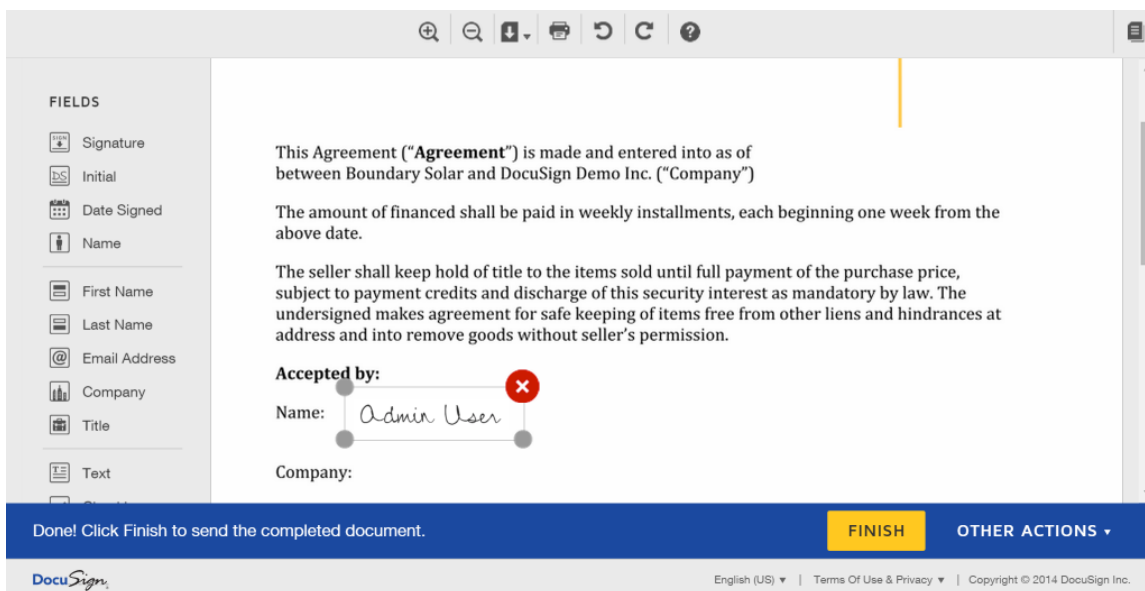 FIELDS
SIGN
Signature
DS
Initial
Date Signed
Name
First Name
Last Name
@
Email Address
Company
Title
T
Text
This Agreement (“Agreement”) is made and entered into as of
between Boundary Solar and DocuSign Demo Inc. (“Company”)
The amount of financed shall be paid in weekly installments, each beginning one week from the
above date.
The seller shall keep hold of title to the items sold until full payment of the purchase price,
subject to payment credits and discharge of this security interest as mandatory by law. The
undersigned makes agreement for safe keeping of items free from other liens and hindrances at
address and into remove goods without seller’s permission.
Accepted by:
Name: Admin User
Company:
Done! Click Finish to send the completed document.
FINISH
OTHER ACTIONS
DocuSign
English (US) | Terms Of Use & Privacy | Copyright © 2014 DocuSign Inc.